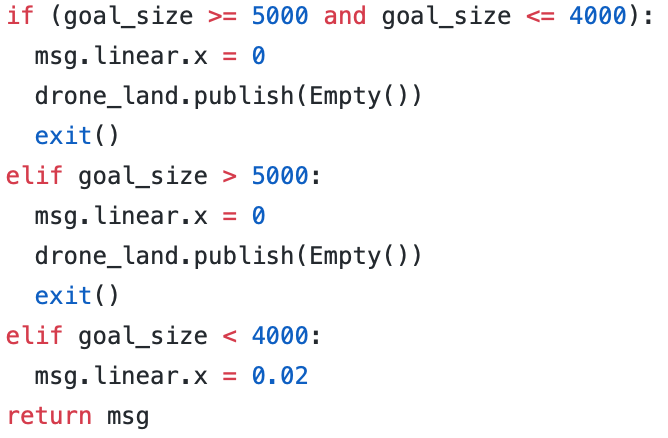 if (goal_size >= 5000 and goal_size <= 4000):
  msg.linear.x = 0
  drone_land.publish(Empty())
  exit()
elif goal_size > 5000:
  msg.linear.x = 0
  drone_land.publish(Empty())
  exit()
elif goal_size < 4000:
  msg.linear.x = 0.02
return msg